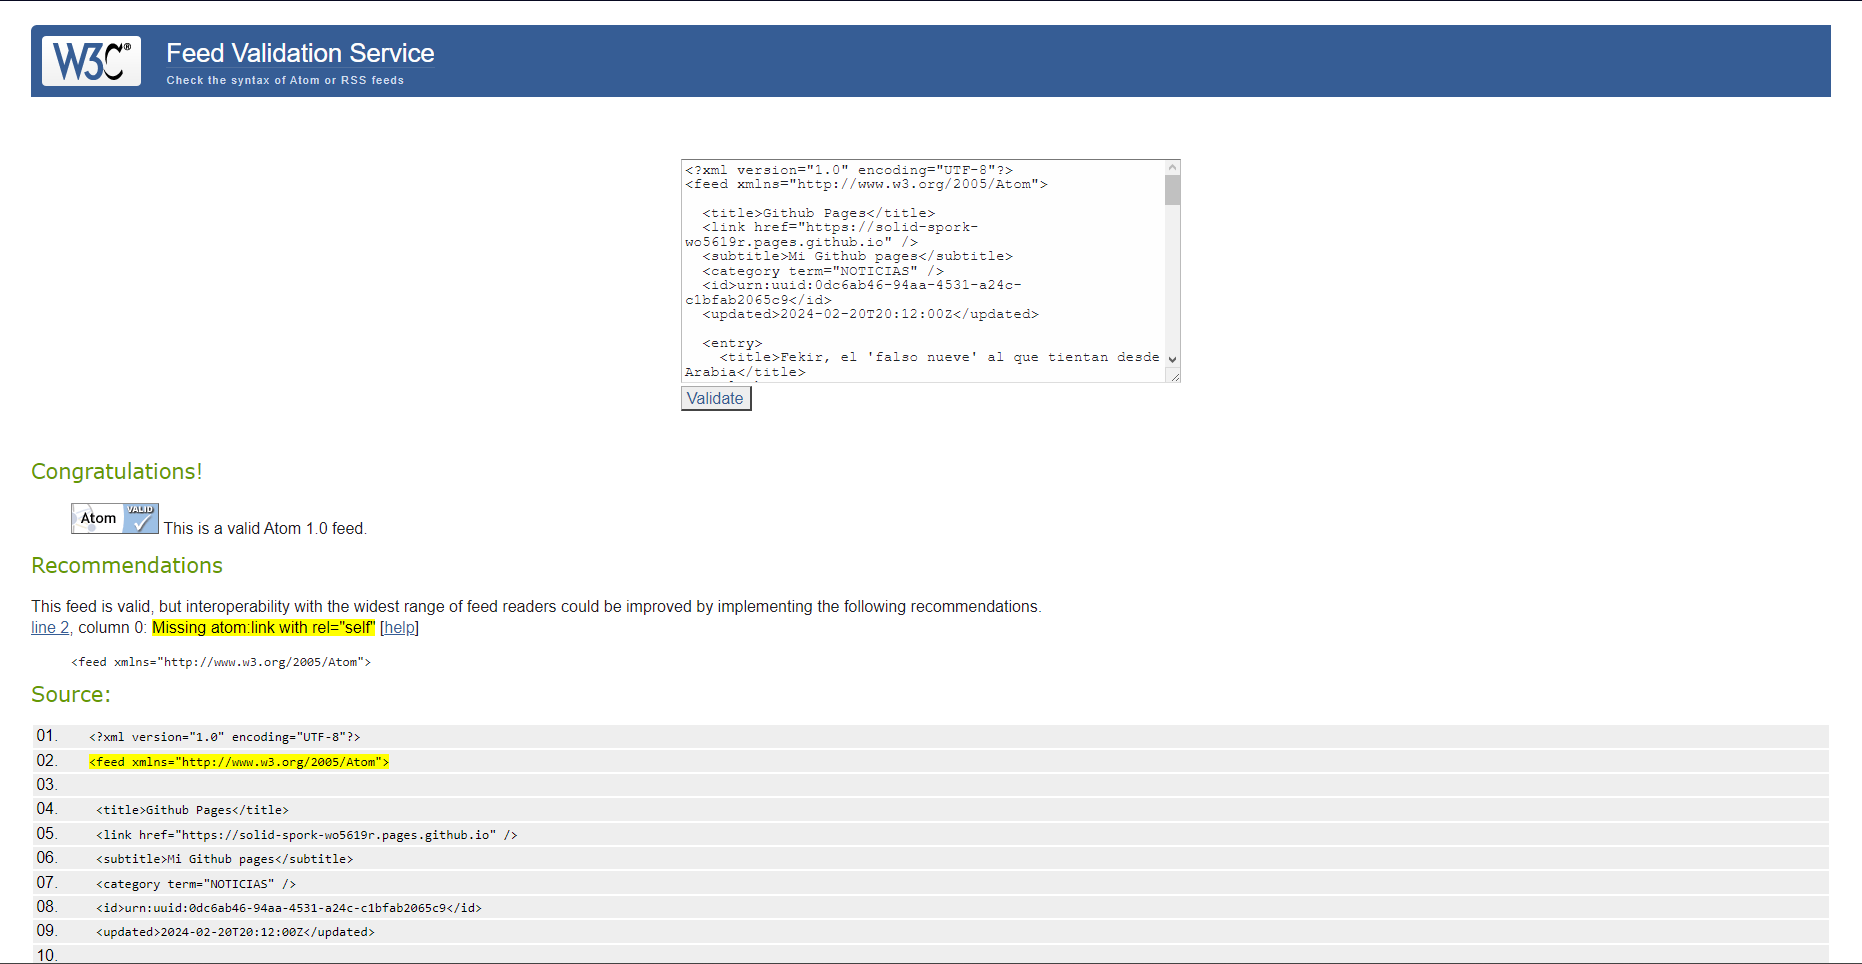 W3C®
Feed Validation Service
Check the syntax of Atom or RSS feeds
<?xml version="1.0" encoding="UTF-8"?>
<feed xmlns="http://www.w3.org/2005/Atom">
<title>Github Pages</title>
<link href="https://solid-spork-
wo5619r.pages.github.io" />
<subtitle>Mi Github pages</subtitle>
<category term="NOTICIAS" />
<id>urn:uuid:0dc6ab46-94aa-4531-a24c-
c1bfab2065c9</id>
<updated>2024-02-20T20:12:00Z</updated>
<entry>
<title>Fekir, el 'falso nueve' al que tientan desde
Arabia</title>
Validate
Congratulations!
Atom VALID This is a valid Atom 1.0 feed.
Recommendations
This feed is valid, but interoperability with the widest range of feed readers could be improved by implementing the following recommendations.
line 2, column 0: Missing atom:link with rel="self" [help]
<feed xmlns="http://www.w3.org/2005/Atom">
Source:
01. <?xml version="1.0" encoding="UTF-8"?>
02. <feed xmlns="http://www.w3.org/2005/Atom">
03.
04. <title>Github Pages</title>
05. <link href="https://solid-spork-wo5619r.pages.github.io" />
06. <subtitle>Mi Github pages</subtitle>
07. <category term="NOTICIAS" />
08. <id>urn:uuid:0dc6ab46-94aa-4531-a24c-c1bfab2065c9</id>
09. <updated>2024-02-20T20:12:00Z</updated>
10.